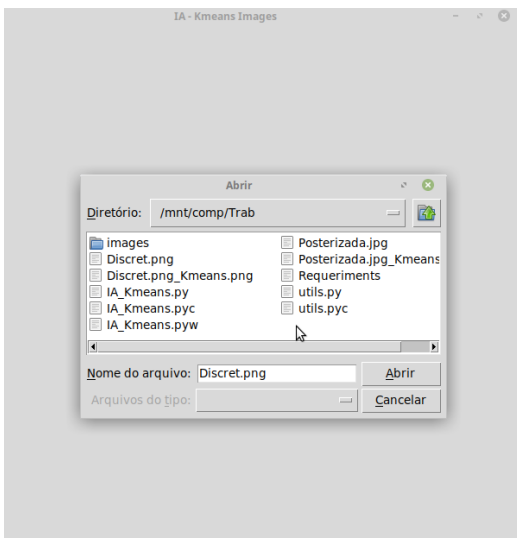 IA - Kmeans Images
Abrir
Diretório: /mnt/comp/Trab
images
Discret.png
Discret.png_Kmeans.png
IA_Kmeans.py
IA_Kmeans.pyc
IA_Kmeans.pyw
Posterizada.jpg
Posterizada.jpg_Kmeans
Requeriments
utils.py
utils.pyc
Nome do arquivo: Discret.png Abrir
Arquivos do tipo: Cancelar